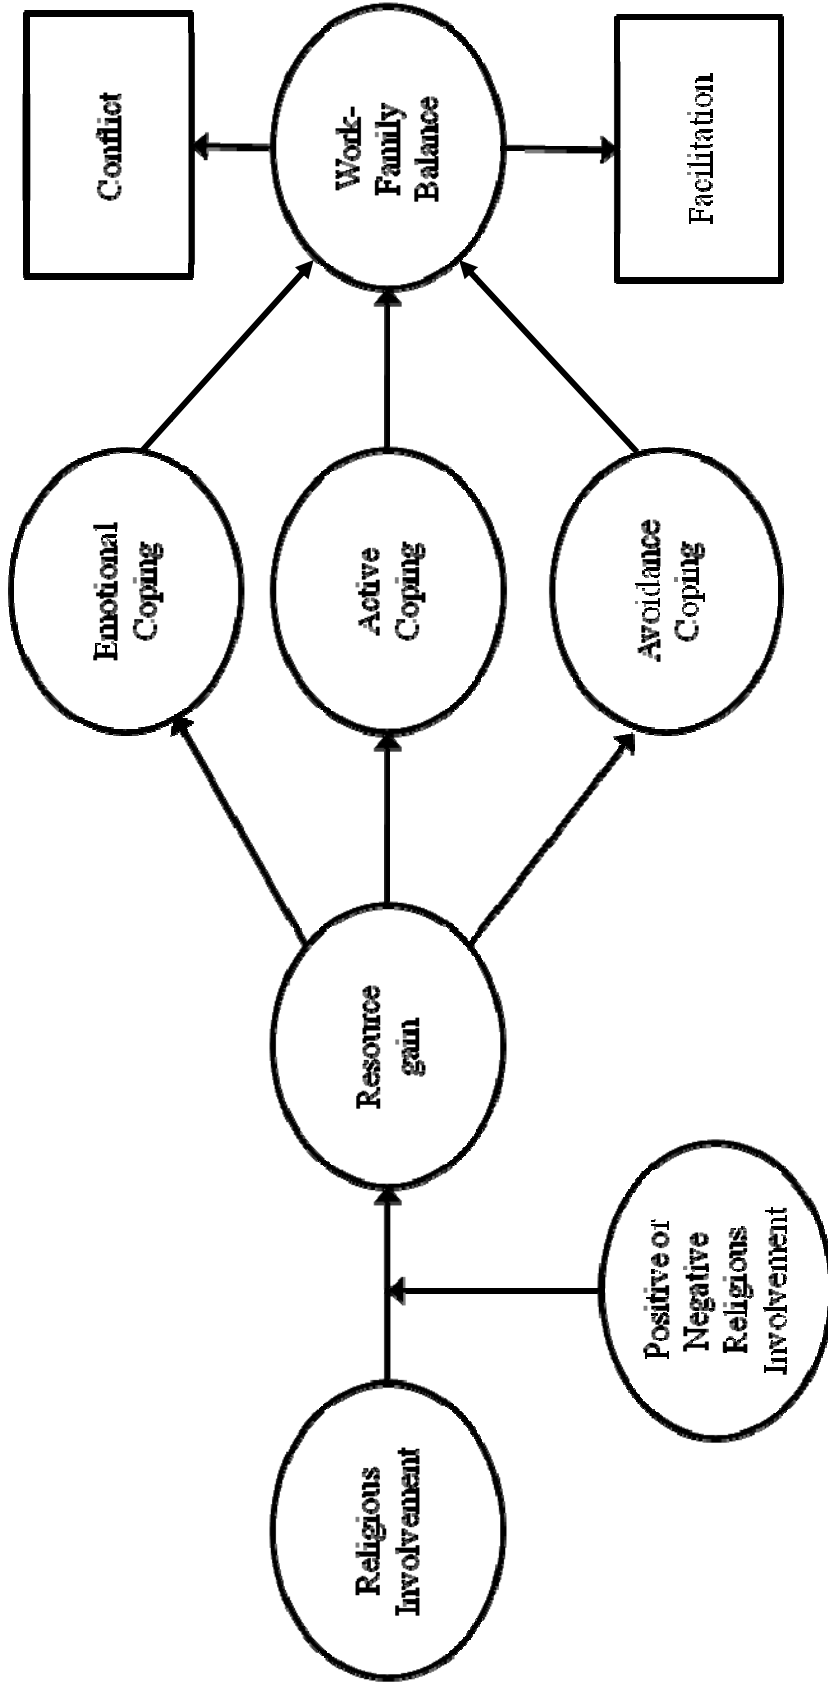 Religious
Involvement
Positive or
Negative
Religious
Involvement
Resource
gain
Emotional
Coping
Active
Coping
Avoidance
Coping
Work-
Family
Balance
Conflict
Facilitation